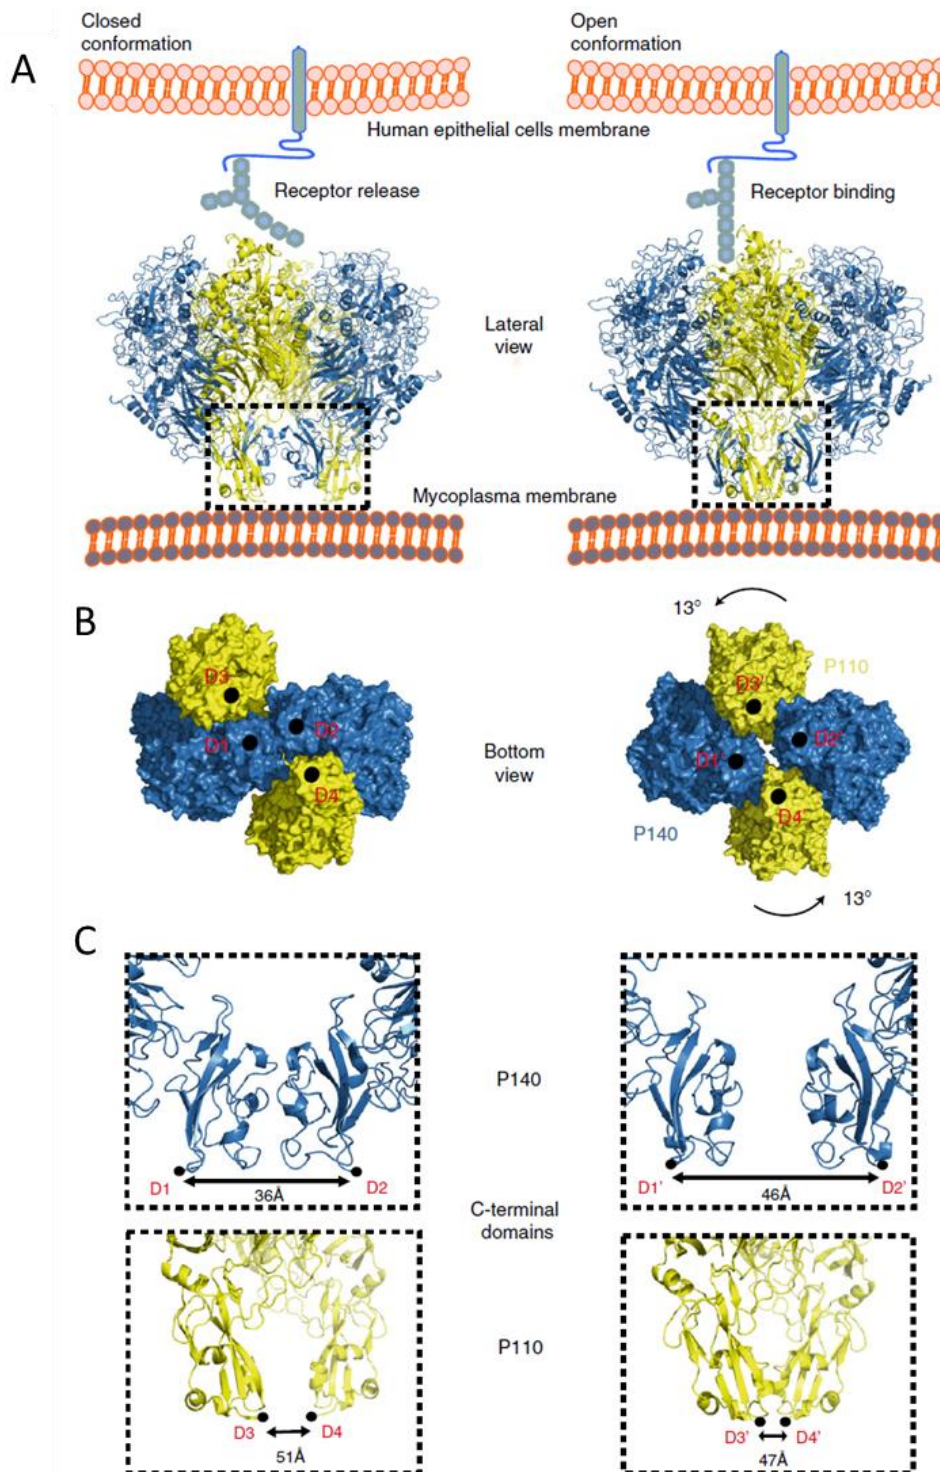 Closed
conformation
Open
conformation
A
Human epithelial cells membrane
Receptor release
Receptor binding
Lateral
view
Mycoplasma membrane
B
13°
P110
D3
D3'
D1
D2
D1'
D2'
Bottom
view
D4
D4'
P140
13°
C
P140
D1
36Å
D2
D1'
46Å
D2'
C-terminal
domains
P110
D3
D4
D3'
D4'
51Å
47Å